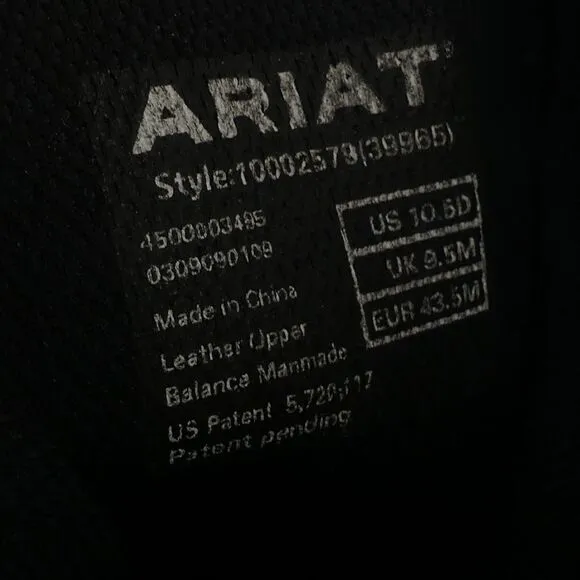 ARIAT
Style:10002579(39965)
4500003495
0309090109
Made in China
Leather Upper
Balance Manmade
US Patent 5,720,117
Patent pending
US 10.5D
UK 9.5M
EUR 43.5M